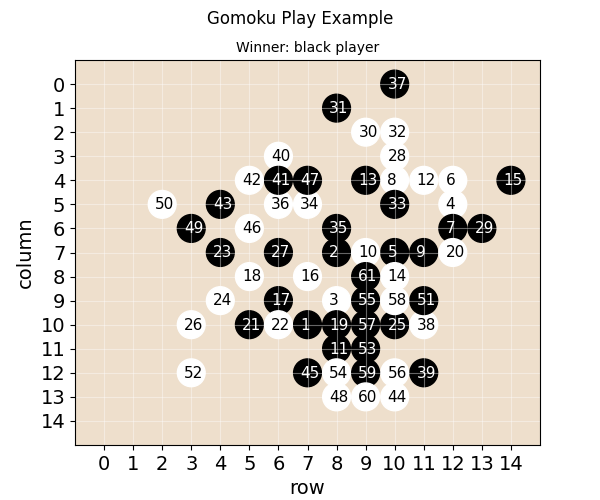 Gomoku Play Example
Winner: black player
0 37
1 31
2 30 32
3 40 28
4 42 41 47 13 8 12 6 15
5 50 43 36 34 33 4
6 49 46 35 7 29
7 23 27 2 10 5 9 20
8 18 16 61 14
9 24 17 3 55 58 51
10 26 21 22 1 19 57 25 38
11 11 53
12 52 45 54 59 56 39
13 48 60 44
14
column
0 1 2 3 4 5 6 7 8 9 10 11 12 13 14
row